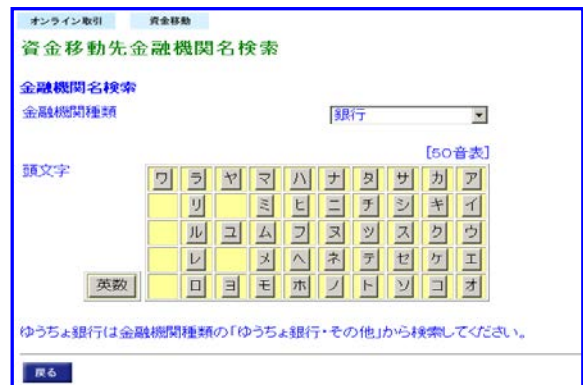 オンライン取引 資金移動
資金移動先金融機関名検索
金融機関名検索
金融機関種類 銀行
[50音表]
頭文字 ワ ラ ヤ マ ハ ナ タ サ カ ア
リ ミ ヒ ニ チ シ キ イ
ル ユ ム フ ヌ ツ ス ク ウ
レ メ ヘ ネ テ セ ケ エ
英数 ロ ヨ モ ホ ノ ト ソ コ オ
ゆうちょ銀行は金融機関種類の「ゆうちょ銀行・その他」から検索してください。
戻る